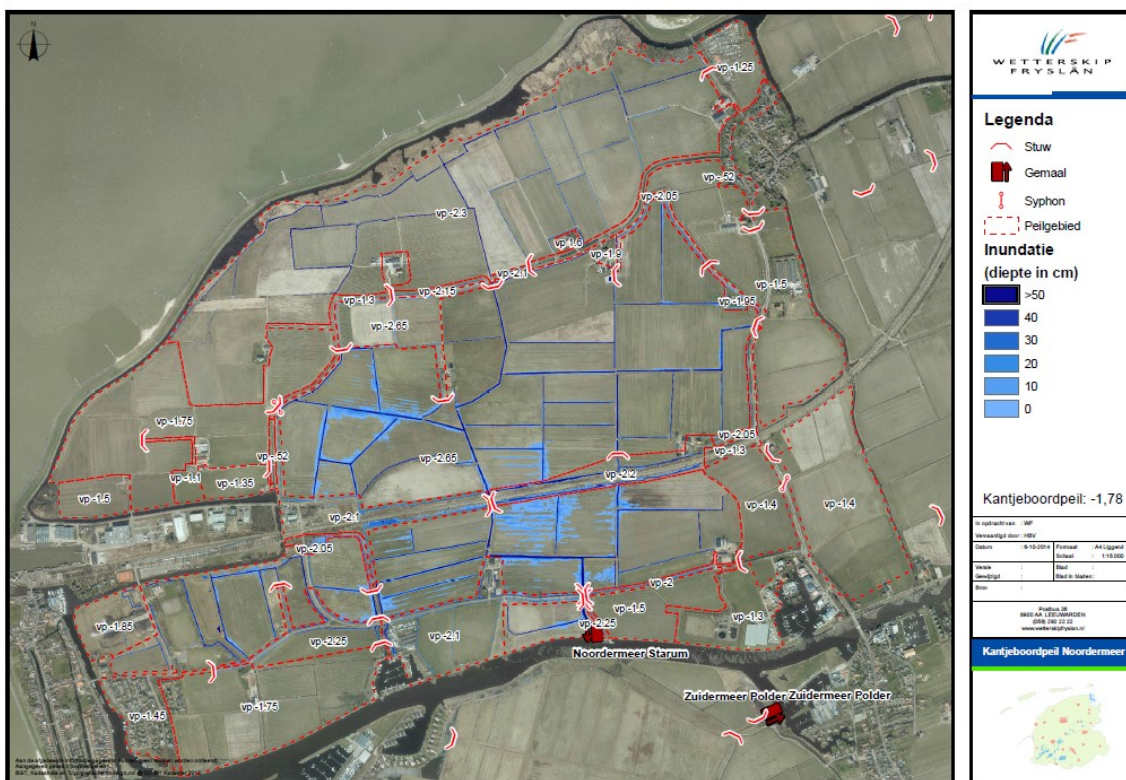 N
vp -1.25
vp -.52
vp -2.05
vp -2.3
vp 1.6
vp -1.9
vp -2.1
vp -1.5
vp -2.15
vp -1.3
vp -1.95
vp -2.65
vp -1.75
vp -2.05
vp -.52
vp -2.65
vp -1.3
vp -1.1
vp -1.35
vp -2.2
vp -1.5
vp -1.4
vp -1.4
vp -2.1
vp -2.05
vp -2
vp -1.5
vp -1.3
vp -1.85
vp -2.25
vp -2.25
vp -2.1
Noordermeer Starum
Zuidermeer Polder Zuidermeer Polder
vp -1.75
vp -1.45
WETTERSKIP
FRYSLÂN
Legenda
Stuw
Gemaal
Syphon
Peilgebied
Inundatie
(diepte in cm)
>50
40
30
20
10
0
Kantjeboordpeil: -1,78
In opdracht van : WF
Vervaardigd door : HBV
Datum : 8-10-2014 Formaat : A4 Liggend
Schaal : 1:15.000
Versie : Blad :
Gewijzigd : Blad in bladen:
Bron :
Postbus 36
8900 AA LEEUWARDEN
(058) 292 22 22
www.wetterskipfryslan.nl
Kantjeboordpeil Noordermeer